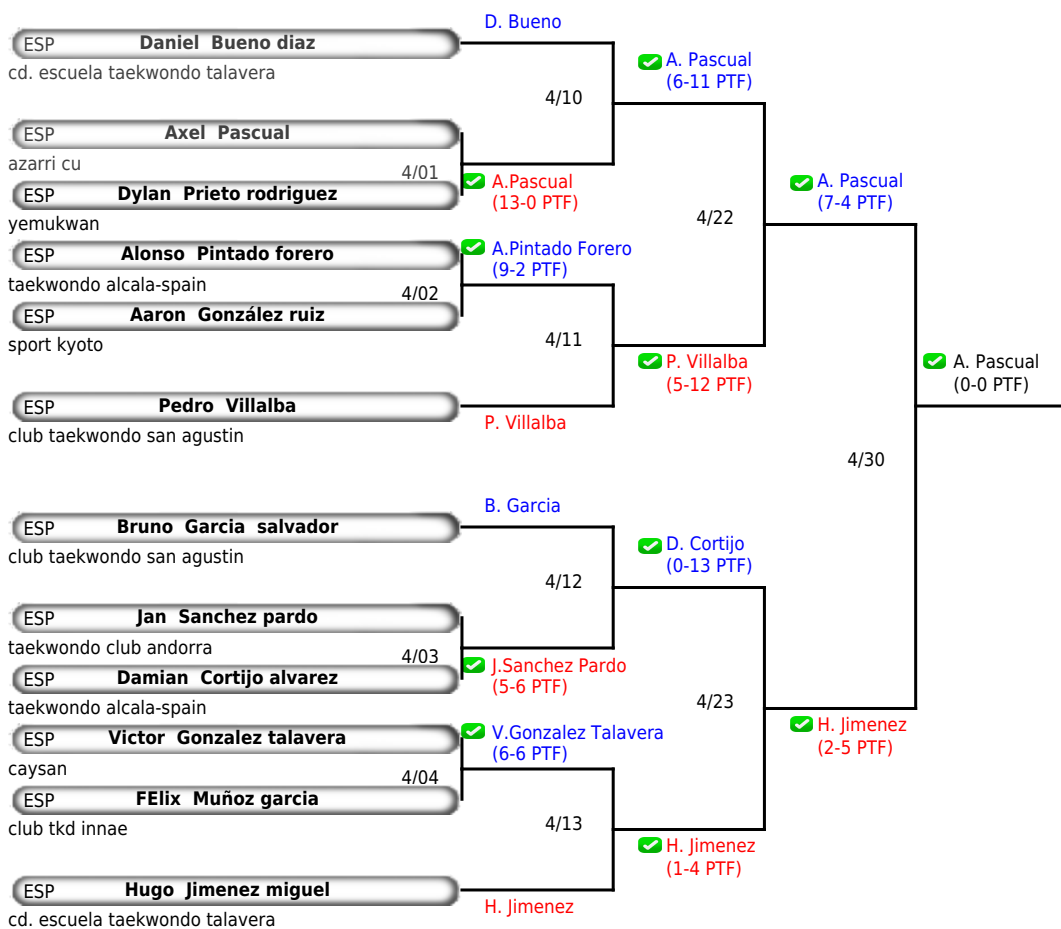 D. Bueno
ESP Daniel Bueno diaz
cd. escuela taekwondo talavera
A. Pascual
(6-11 PTF)
4/10
ESP Axel Pascual
azarri cu
4/01
A.Pascual
(13-0 PTF)
ESP Dylan Prieto rodriguez
yemukwan
A. Pascual
(7-4 PTF)
4/22
ESP Alonso Pintado forero
taekwondo alcala-spain
A.Pintado Forero
(9-2 PTF)
4/02
ESP Aaron González ruiz
sport kyoto
4/11
P. Villalba
(5-12 PTF)
A. Pascual
(0-0 PTF)
ESP Pedro Villalba
club taekwondo san agustin
P. Villalba
4/30
B. Garcia
ESP Bruno Garcia salvador
club taekwondo san agustin
D. Cortijo
(0-13 PTF)
4/12
ESP Jan Sanchez pardo
taekwondo club andorra
4/03
J.Sanchez Pardo
(5-6 PTF)
ESP Damian Cortijo alvarez
taekwondo alcala-spain
4/23
ESP Victor Gonzalez talavera
caysan
V.Gonzalez Talavera
(6-6 PTF)
H. Jimenez
(2-5 PTF)
4/04
ESP FElix Muñoz garcia
club tkd innae
4/13
H. Jimenez
(1-4 PTF)
ESP Hugo Jimenez miguel
cd. escuela taekwondo talavera
H. Jimenez